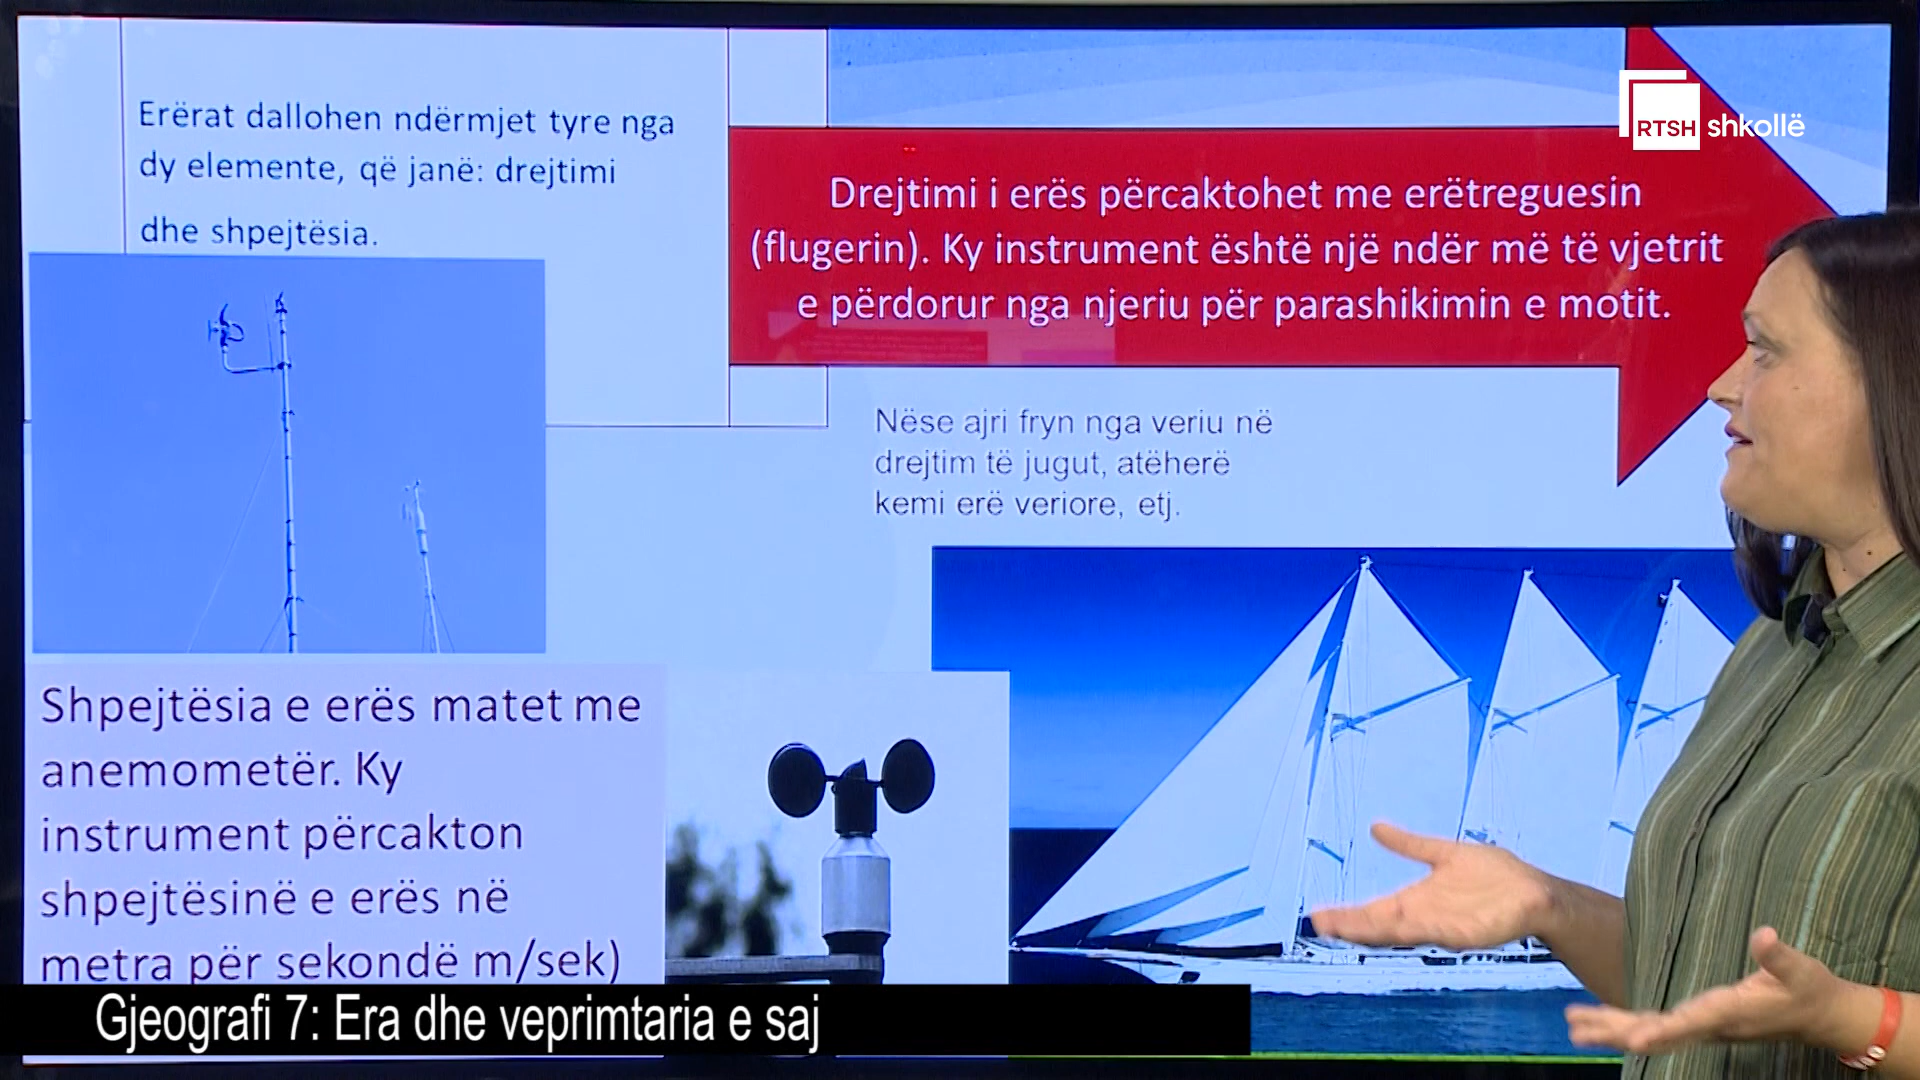 Erërat dallohen ndërmjet tyre nga
dy elemente, që janë: drejtimi
dhe shpejtësia.
RTSH shkollë
Drejtimi i erës përcaktohet me erëtreguesin
(flugerin). Ky instrument është një ndër më të vjetrit
e përdorur nga njeriu për parashikimin e motit.
Nëse ajri fryn nga veriu në
drejtim të jugut, atëherë
kemi erë veriore, etj.
Shpejtësia e erës matet me
anemometër. Ky
instrument përcakton
shpejtësinë e erës në
metra për sekondë m/sek)
Gjeografi 7: Era dhe veprimtaria e saj